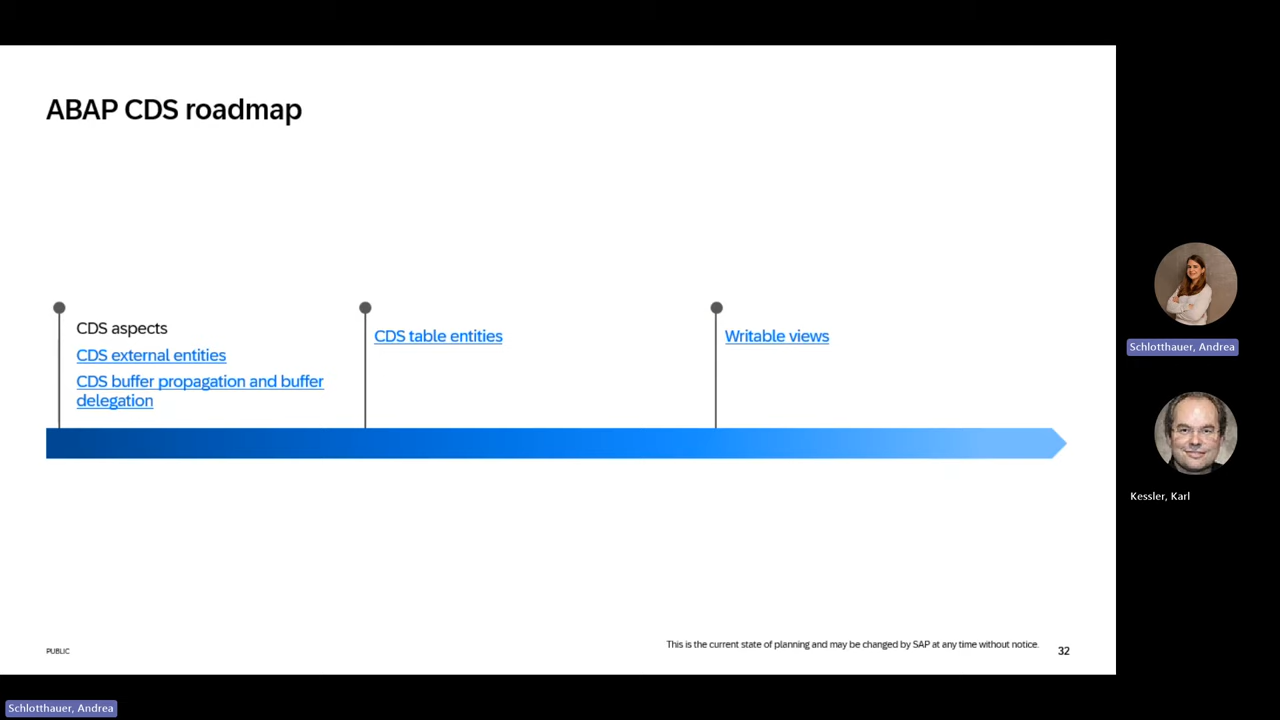 ABAP CDS roadmap
CDS aspects
CDS external entities
CDS buffer propagation and buffer
delegation
CDS table entities
Writable views
PUBLIC
This is the current state of planning and may be changed by SAP at any time without notice.
32
Schlotthauer, Andrea
Kessler, Karl
Schlotthauer, Andrea